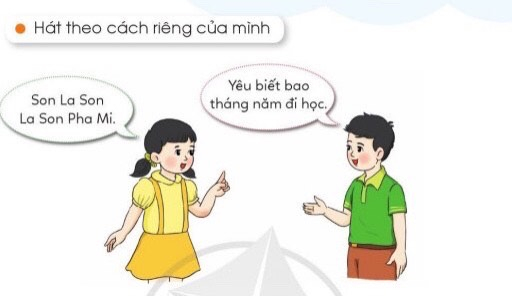 Hát theo cách riêng của mình
Son La Son
La Son Pha Mi.
Yêu biết bao
tháng năm đi học.